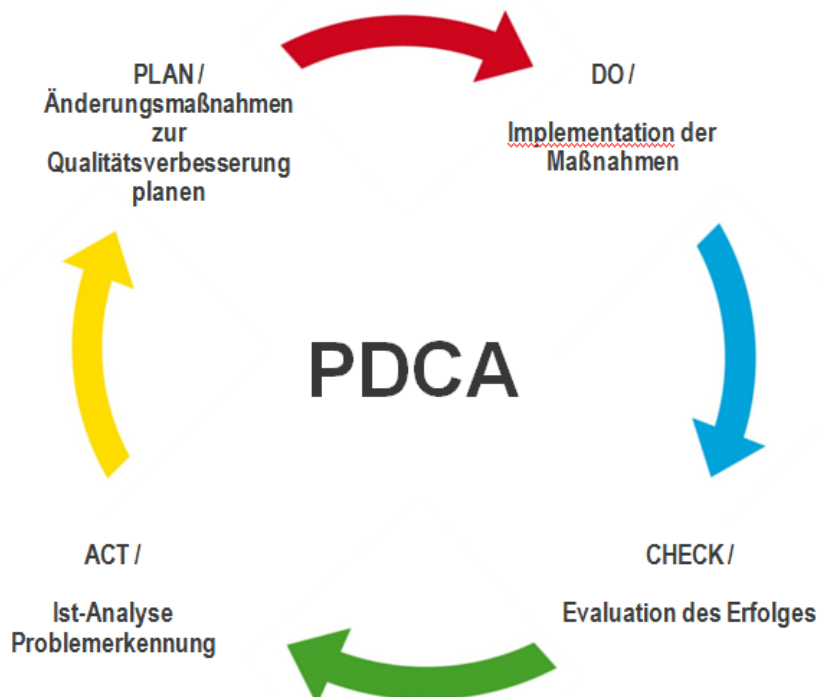 PLAN /
Änderungsmaßnahmen
zur
Qualitätsverbesserung
planen
DO /
Implementation der
Maßnahmen
PDCA
ACT /
Ist-Analyse
Problemerkennung
CHECK /
Evaluation des Erfolges